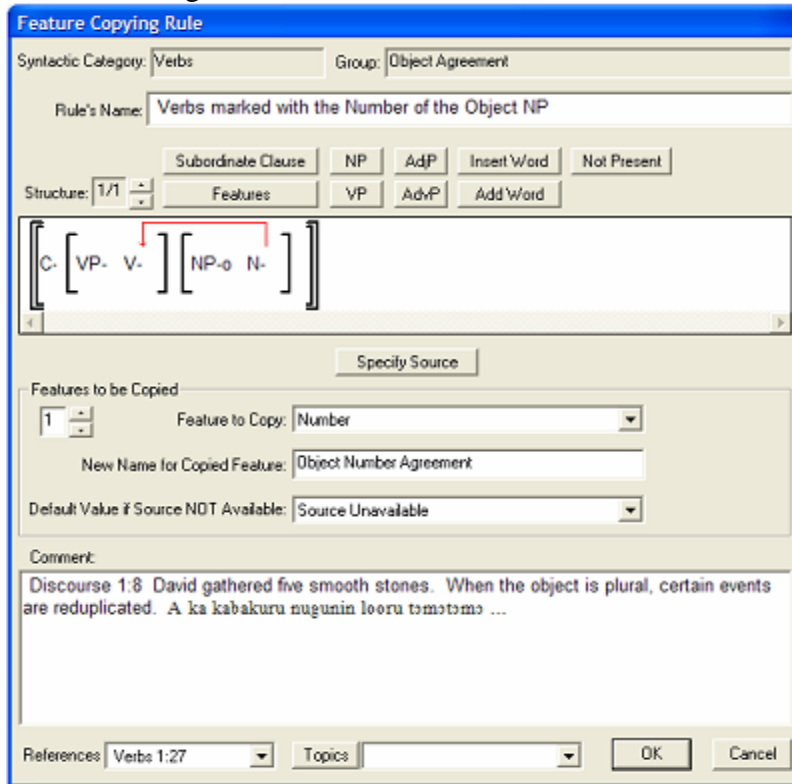 Feature Copying Rule
Syntactic Category: Verbs Group: Object Agreement
Rule's Name: Verbs marked with the Number of the Object NP
Subordinate Clause NP AdjP Insert Word Not Present
Structure: 1/1 Features VP AdvP Add Word
C- VP- V- NP-o N-
Specify Source
Features to be Copied
1 Feature to Copy: Number
New Name for Copied Feature: Object Number Agreement
Default Value if Source NOT Available: Source Unavailable
Comment:
Discourse 1:8 David gathered five smooth stones. When the object is plural, certain events
are reduplicated. A ka kabakuru nugunin looru tɔmɔtɔmɔ ...
References Verbs 1:27 Topics OK Cancel